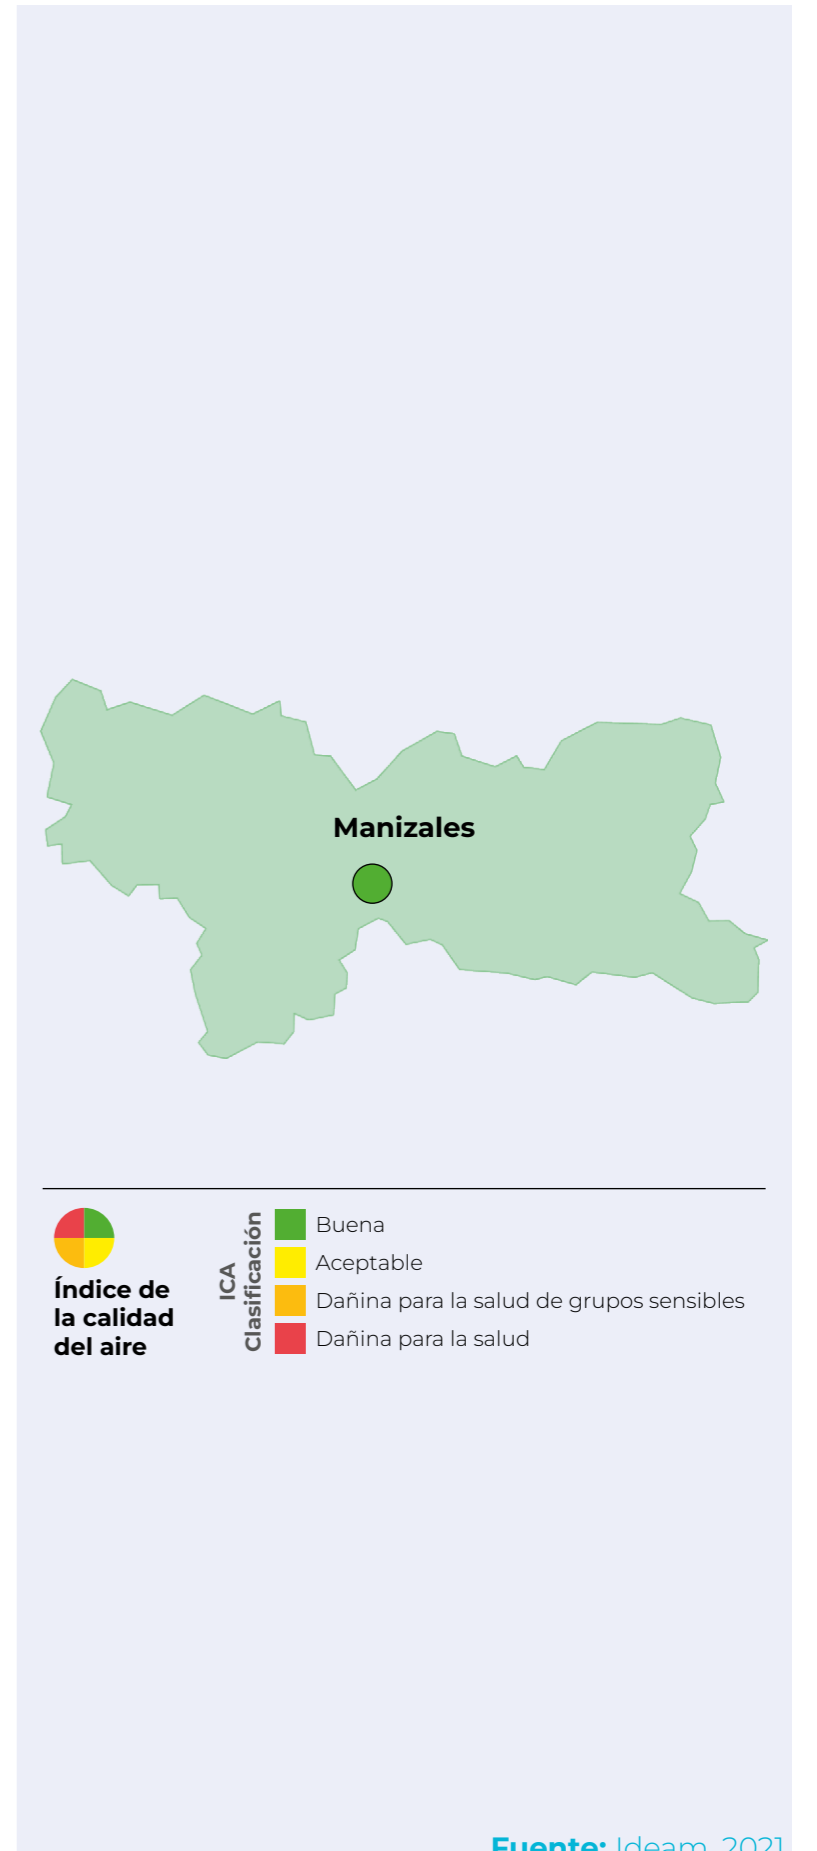 Manizales
Índice de
la calidad
del aire
ICA
Clasificación
Buena
Aceptable
Dañina para la salud de grupos sensibles
Dañina para la salud
Fuente: Ideam, 2021